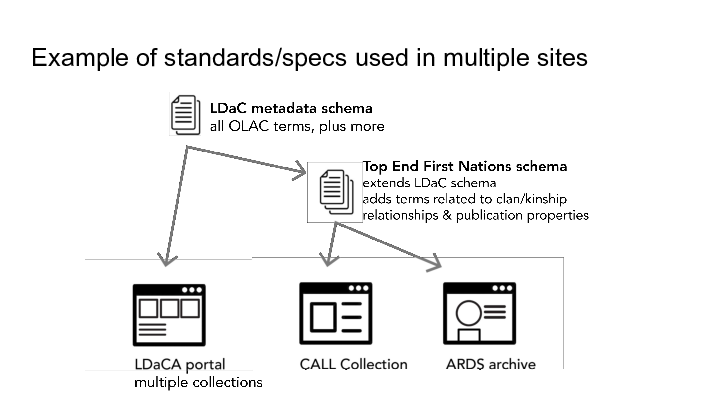 Example of standards/specs used in multiple sites
LDaC metadata schema
all OLAC terms, plus more
Top End First Nations schema
extends LDaC schema
adds terms related to clan/kinship
relationships & publication properties
LDaCA portal
multiple collections
CALL Collection
ARDS archive